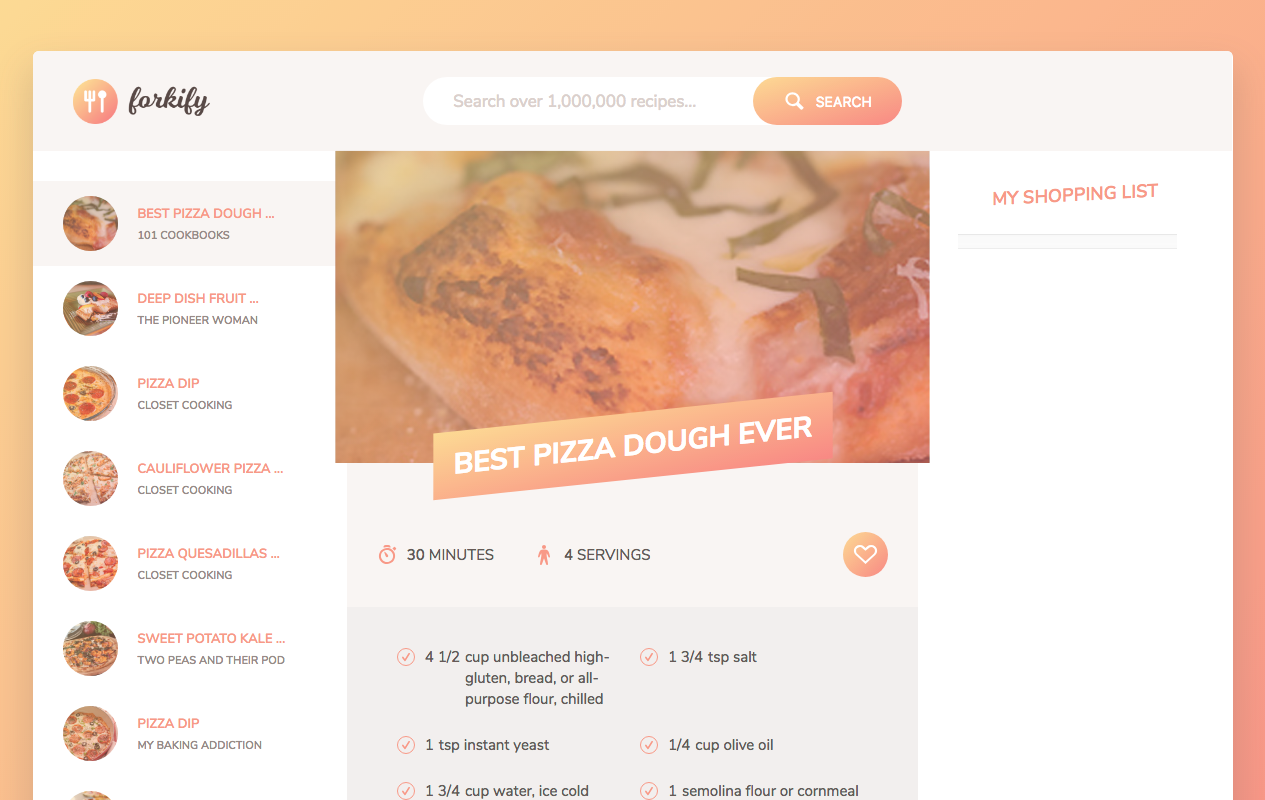 forkify
Search over 1,000,000 recipes...
SEARCH
BEST PIZZA DOUGH ...
101 COOKBOOKS
DEEP DISH FRUIT ...
THE PIONEER WOMAN
PIZZA DIP
CLOSET COOKING
CAULIFLOWER PIZZA ...
CLOSET COOKING
PIZZA QUESADILLAS ...
CLOSET COOKING
SWEET POTATO KALE ...
TWO PEAS AND THEIR POD
PIZZA DIP
MY BAKING ADDICTION
BEST PIZZA DOUGH EVER
30 MINUTES
4 SERVINGS
4 1/2 cup unbleached high-
gluten, bread, or all-
purpose flour, chilled
1 3/4 tsp salt
1 tsp instant yeast
1/4 cup olive oil
1 3/4 cup water, ice cold
1 semolina flour or cornmeal
MY SHOPPING LIST